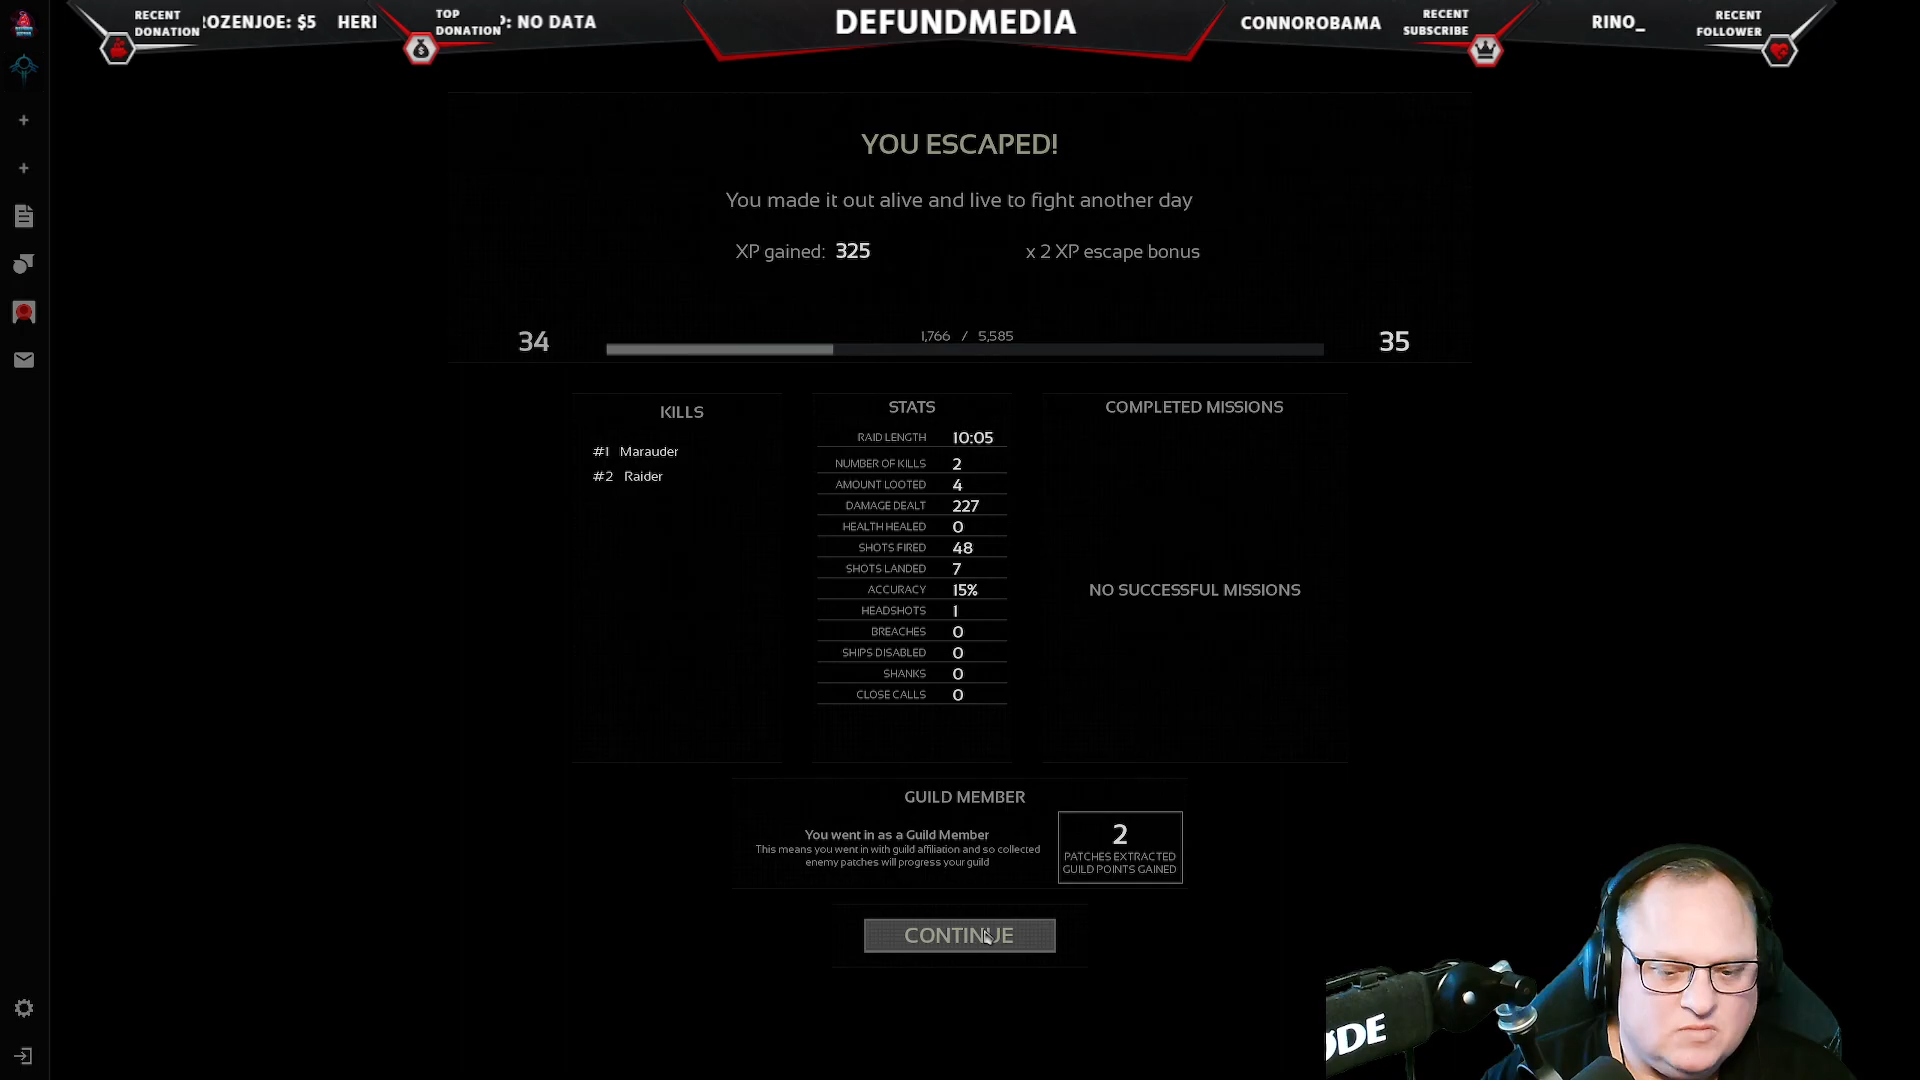 RECENT
DONATION
ROZENJOE: $5 HERI
TOP
DONATION
P: NO DATA
DEFUNDMEDIA
CONNOROBAMA
RECENT
SUBSCRIBE
RINO_
RECENT
FOLLOWER
YOU ESCAPED!
You made it out alive and live to fight another day
XP gained: 325 x 2 XP escape bonus
34 1,766 / 5,585 35
KILLS
#1 Marauder
#2 Raider
STATS
RAID LENGTH 10:05
NUMBER OF KILLS 2
AMOUNT LOOTED 4
DAMAGE DEALT 227
HEALTH HEALED 0
SHOTS FIRED 48
SHOTS LANDED 7
ACCURACY 15%
HEADSHOTS 1
BREACHES 0
SHIPS DISABLED 0
SHANKS 0
CLOSE CALLS 0
COMPLETED MISSIONS
NO SUCCESSFUL MISSIONS
GUILD MEMBER
You went in as a Guild Member
This means you went in with guild affiliation and so collected
enemy patches will progress your guild
2
PATCHES EXTRACTED
GUILD POINTS GAINED
CONTINUE
ØDE